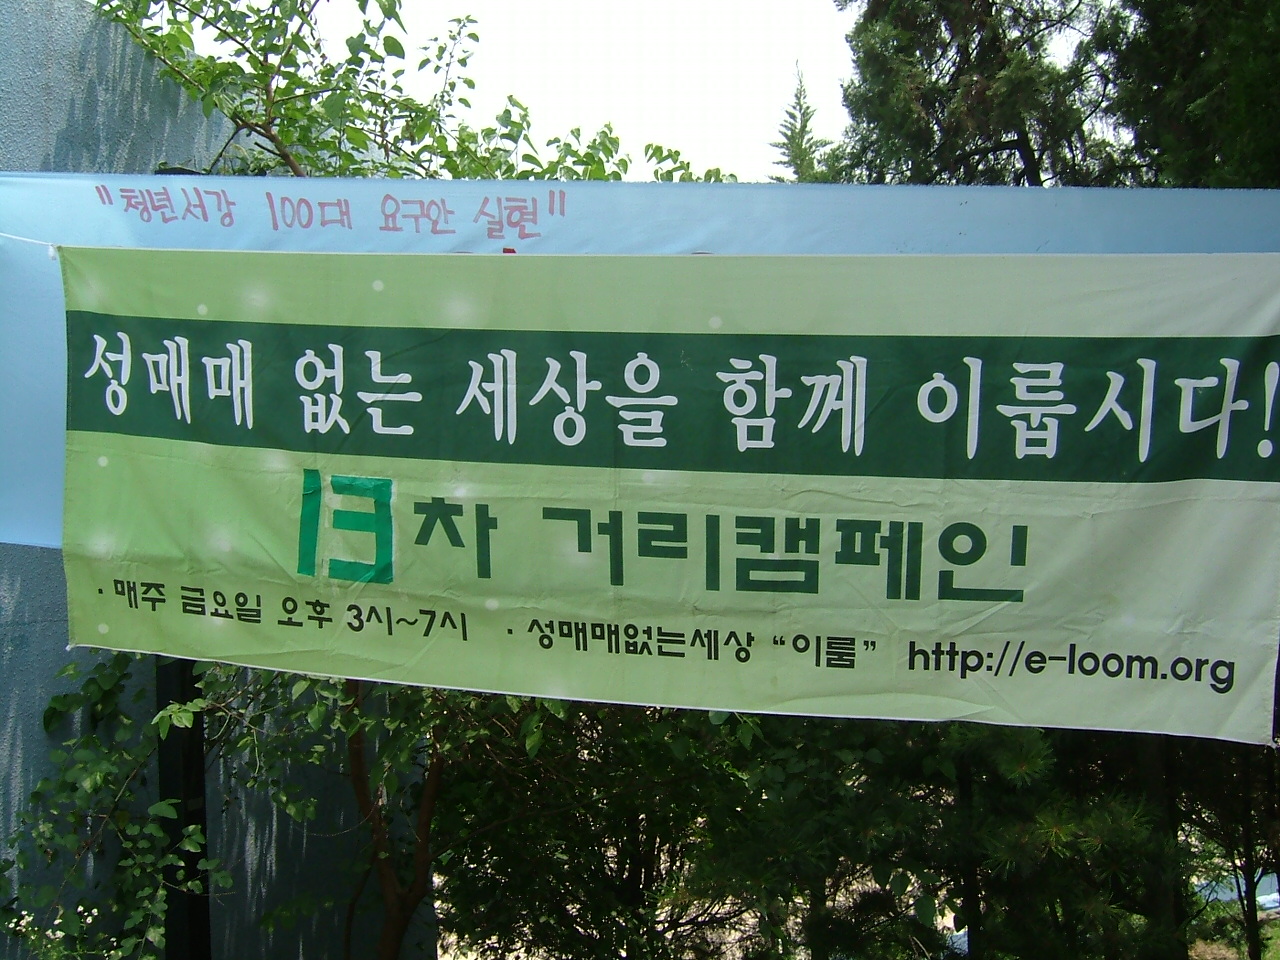 "청년서강 100대 요구안 실현"
성매매 없는 세상을 함께 이룹시다!
13차 거리캠페인
· 매주 금요일 오후 3시~7시 · 성매매없는세상 “이룸” http://e-loom.org